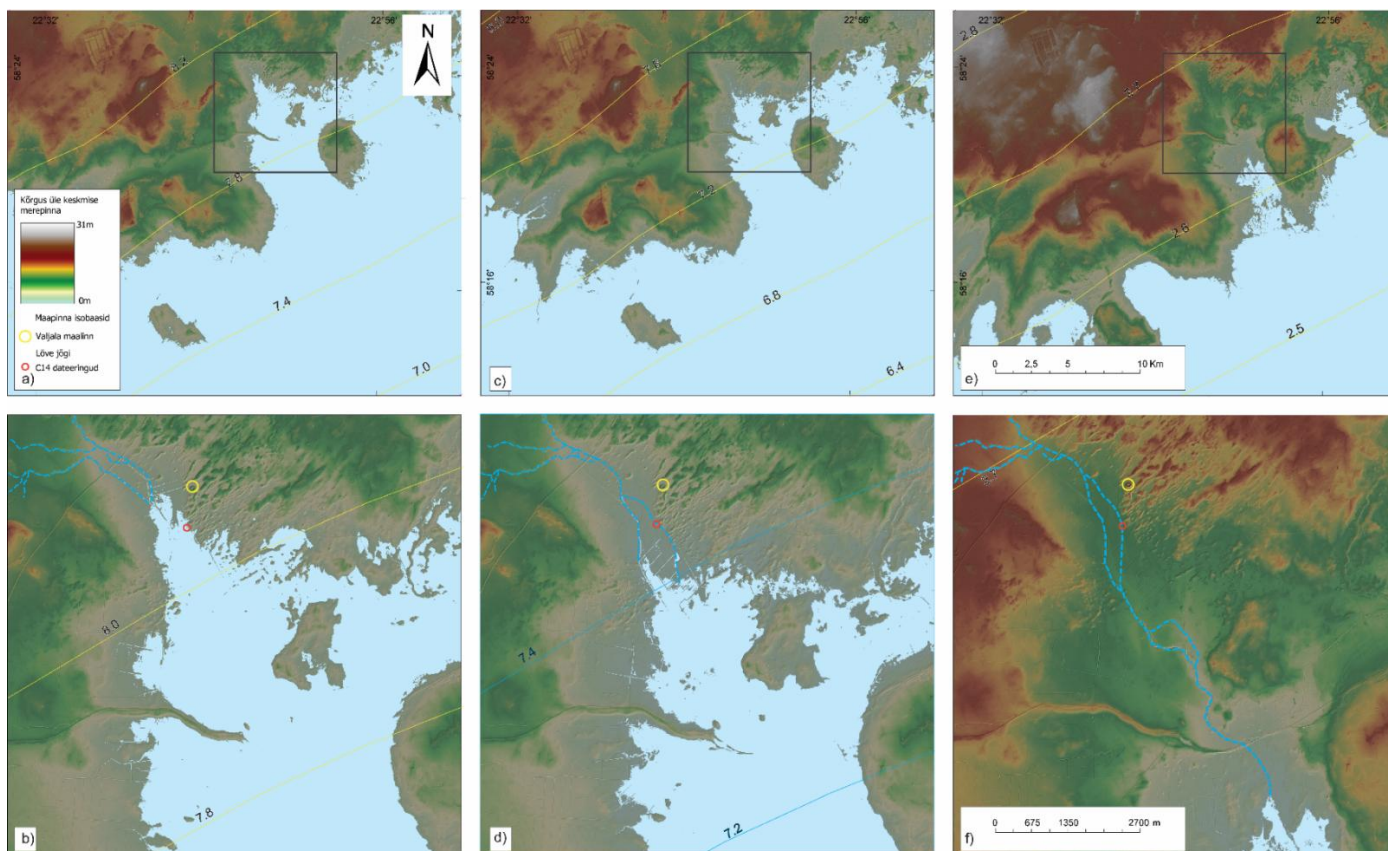 22°32'
22°56'
N
58°24'
7.8
Kõrgus üle keskmise
merepinna
31m
0m
Maapinna isobaasid
Valjala maalinn
Lõve jõgi
C14 dateeringud
7.4
7.0
a)
22°32'
22°56'
7.2
58°16'
6.8
6.4
c)
22°32'
22°56'
2.8
58°24'
2.6
58°16'
2.5
0 2,5 5 10 Km
e)
8.0
7.8
b)
7.4
7.2
d)
0 675 1350 2700 m
f)